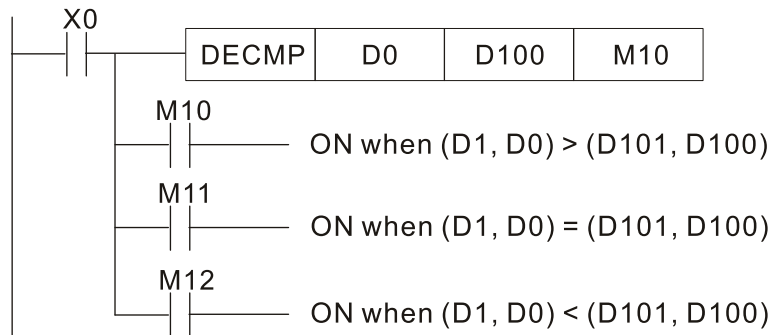 X0
DECMP D0 D100 M10
M10
ON when (D1, D0) > (D101, D100)
M11
ON when (D1, D0) = (D101, D100)
M12
ON when (D1, D0) < (D101, D100)